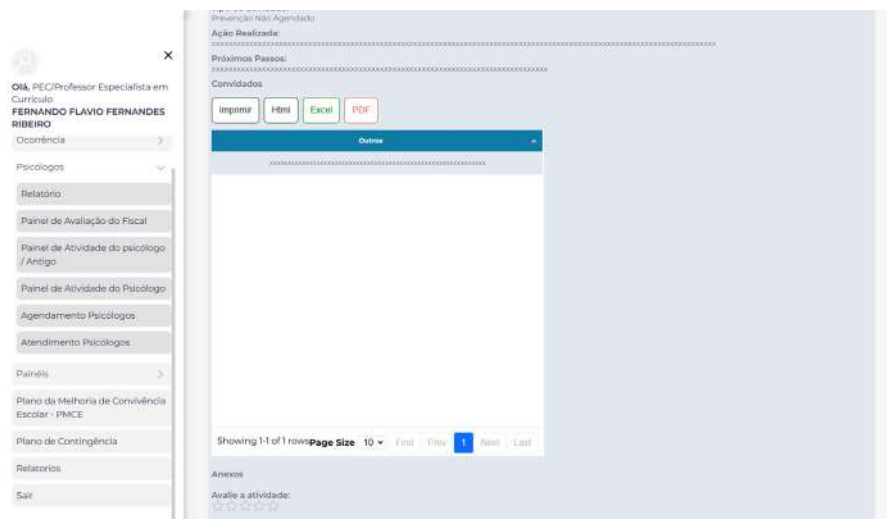 Prevenção Não Agendado
Ação Realizada:
Próximos Passos:
Convidados
Imprimir Html Excel PDF
Outros
Showing 1-1 of 1 rows Page Size 10 First Prev 1 Next Last
Anexos
Avalie a atividade:
Olá, PEC/Professor Especialista em
Currículo
FERNANDO FLAVIO FERNANDES
RIBEIRO
Ocorrência
Psicólogos
Relatório
Painel de Avaliação do Fiscal
Painel de Atividade do psicólogo
/ Antigo
Painel de Atividade do Psicólogo
Agendamento Psicólogos
Atendimento Psicólogos
Painéis
Plano da Melhoria de Convivência
Escolar - PMCE
Plano de Contingência
Relatorios
Sair